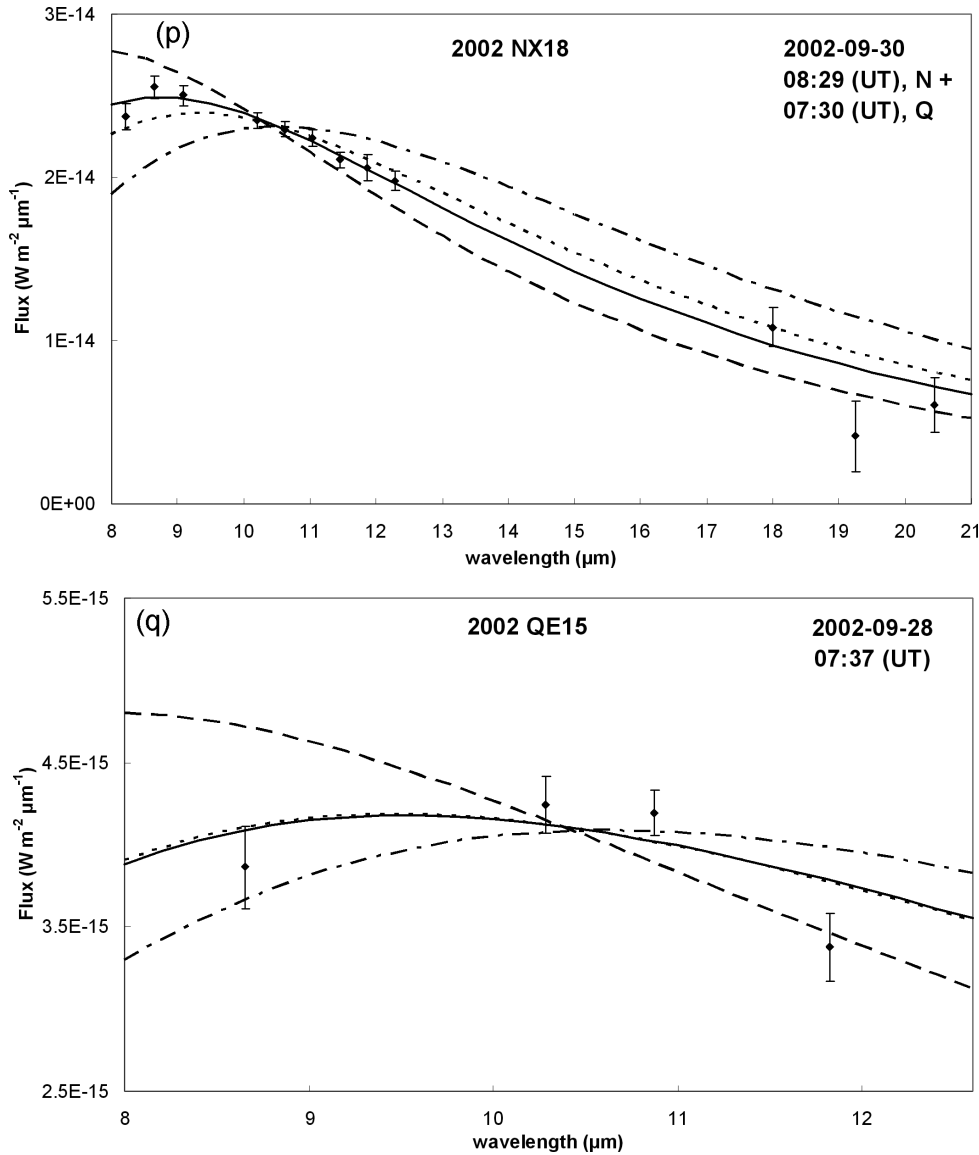 (p)
2002 NX18
2002-09-30
08:29 (UT), N +
07:30 (UT), Q
3E-14
2E-14
1E-14
0E+00
Flux (W m⁻² µm⁻¹)
8 9 10 11 12 13 14 15 16 17 18 19 20 21
wavelength (µm)
(q)
2002 QE15
2002-09-28
07:37 (UT)
5.5E-15
4.5E-15
3.5E-15
2.5E-15
Flux (W m⁻² µm⁻¹)
8 9 10 11 12
wavelength (µm)